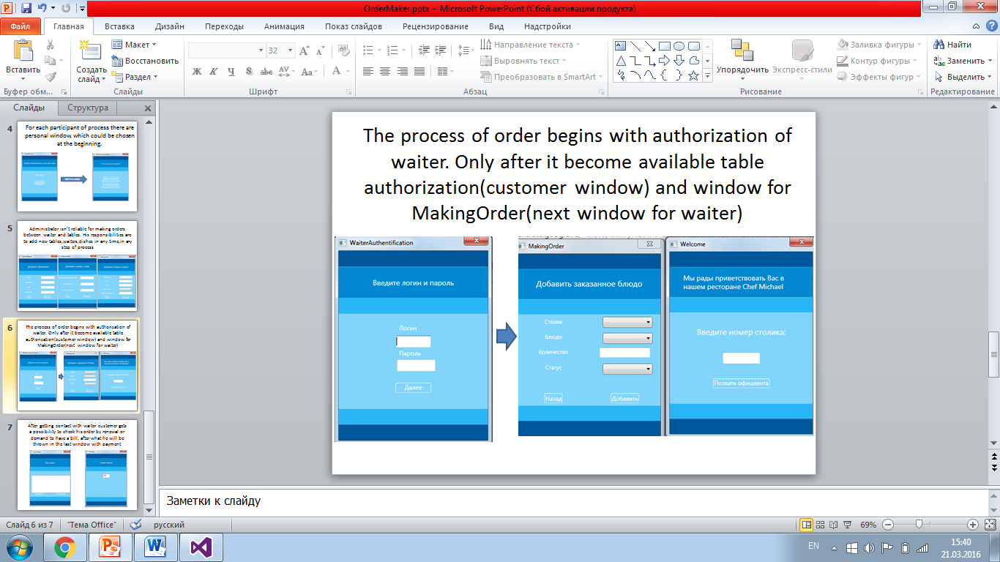 OrderMaker.pptx - Microsoft PowerPoint (Сбой активации продукта)
Файл Главная Вставка Дизайн Переходы Анимация Показ слайдов Рецензирование Вид Надстройки
Вставить
Буфер обм...
Создать слайд
Макет
Восстановить
Раздел
Слайды
32
Ж К Ч S abc AV Aa A
Шрифт
Направление текста
Выровнять текст
Преобразовать в SmartArt
Абзац
Упорядочить
Экспресс-стили
Заливка фигуры
Контур фигуры
Эффекты фигур
Рисование
Найти
Заменить
Выделить
Редактирование
Слайды Структура
4
For each participant of process there are
personal window, which could be chosen
at the beginning.
5
Administrator isn't reliable for making orders
between waiter and tables. His responsibilities are
to add new tables,waiters,dishes in any time,in any
step of process
6
The process of order begins with authorization of
waiter. Only after it become available table
authorization(customer window) and window for
MakingOrder(next window for waiter)
7
After getting contact with waiter customer gets
a possibility to check his order by renewal or
demand to have a bill, after what he will be
thrown in the last window with payment
The process of order begins with authorization of
waiter. Only after it become available table
authorization(customer window) and window for
MakingOrder(next window for waiter)
WaiterAuthentification
Введите логин и пароль
Логин
Пароль
Далее
MakingOrder
Добавить заказанное блюдо
Столик
Блюдо
Количество
Статус
Назад Добавить
Welcome
Мы рады приветствовать Вас в
нашем ресторане Chef Michael
Введите номер столика:
Позвать официанта
Заметки к слайду
Слайд 6 из 7 "Тема Office" русский 69%
EN
15:40
21.03.2016